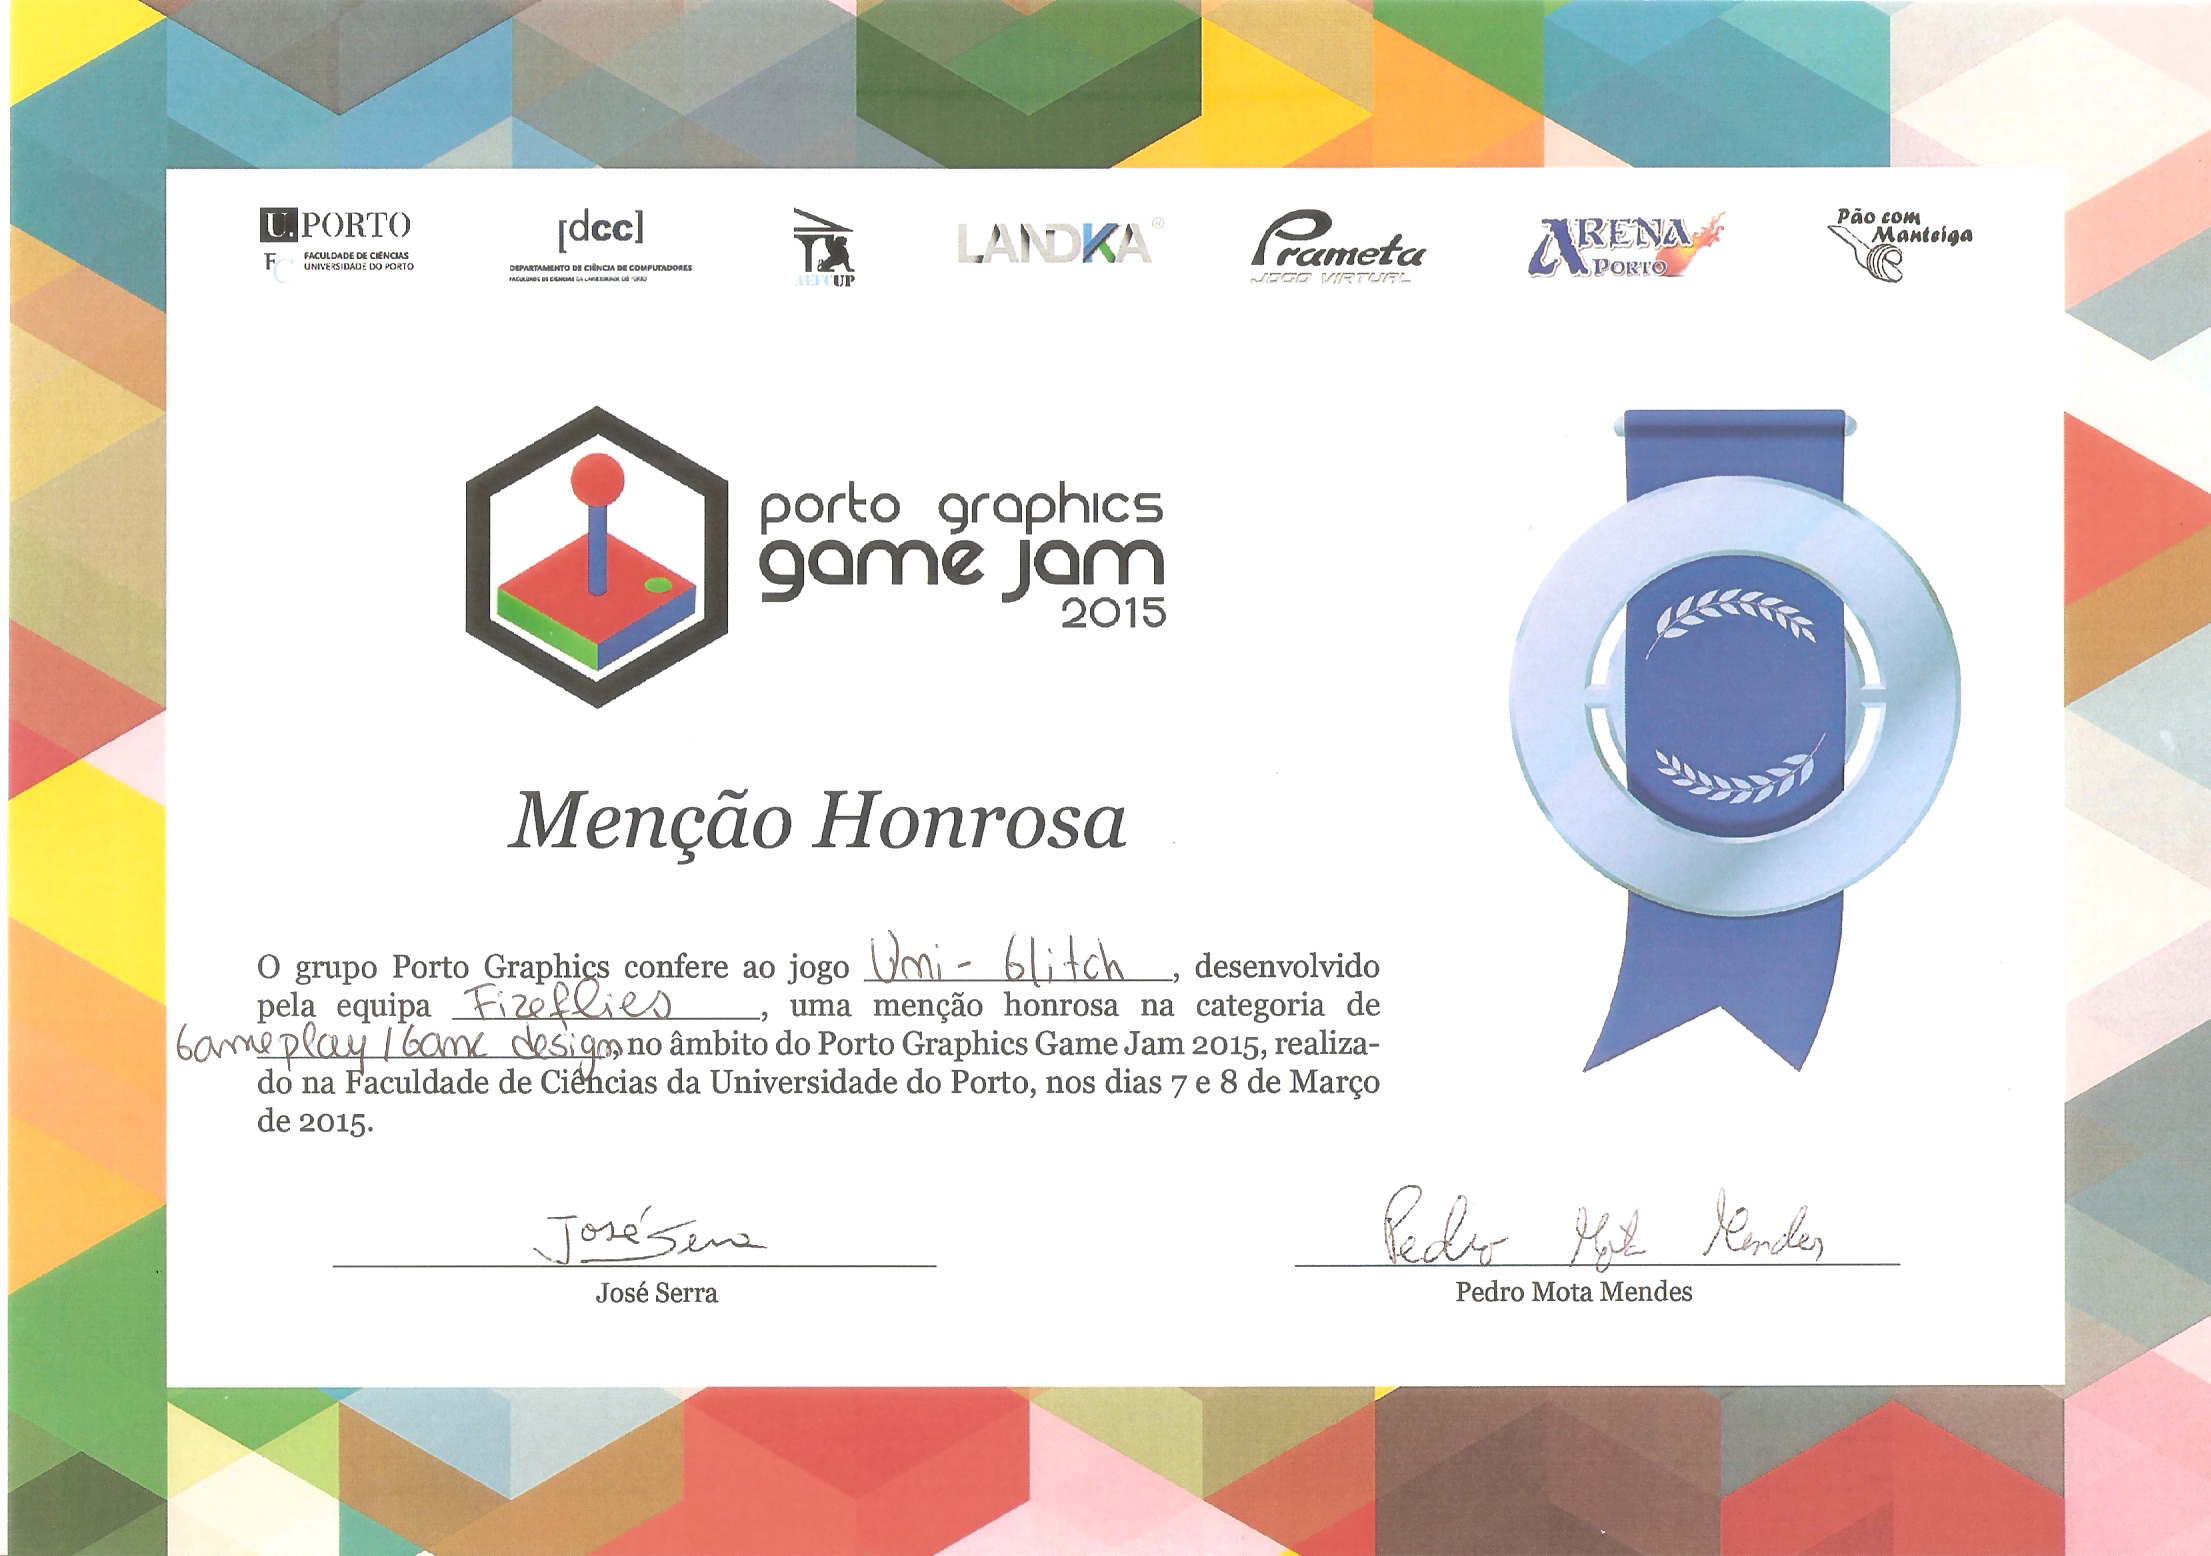 U.PORTO
FC FACULDADE DE CIÊNCIAS
UNIVERSIDADE DO PORTO
[dcc]
DEPARTAMENTO DE CIÊNCIA DE COMPUTADORES
FACULDADE DE CIÊNCIAS DA UNIVERSIDADE DO PORTO
AEFCUP
LANDKA®
Prameta
JOGO VIRTUAL
ARENA
PORTO
Pão com
Manteiga
porto graphics
game jam
2015
Menção Honrosa
O grupo Porto Graphics confere ao jogo Uni-Glitch, desenvolvido
pela equipa Fireflies, uma menção honrosa na categoria de
Gameplay/Game design, no âmbito do Porto Graphics Game Jam 2015, realiza-
do na Faculdade de Ciências da Universidade do Porto, nos dias 7 e 8 de Março
de 2015.
José Serra
José Serra
Pedro Mota Mendes
Pedro Mota Mendes